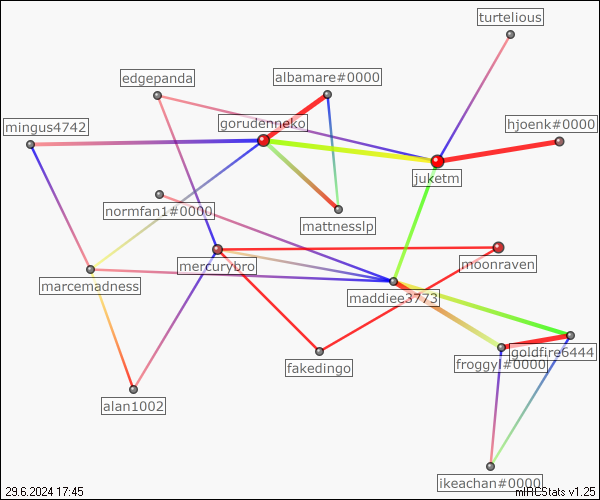 turtelious
edgepanda
albamare#0000
mingus4742
gorudenneko
hjoenk#0000
juketm
normfan1#0000
mattnesslp
mercurybro
moonraven
marcemadness
maddiee3773
goldfire6444
fakedingo
froggyl#0000
alan1002
ikeachan#0000
29.6.2024 17:45
mIRCStats v1.25